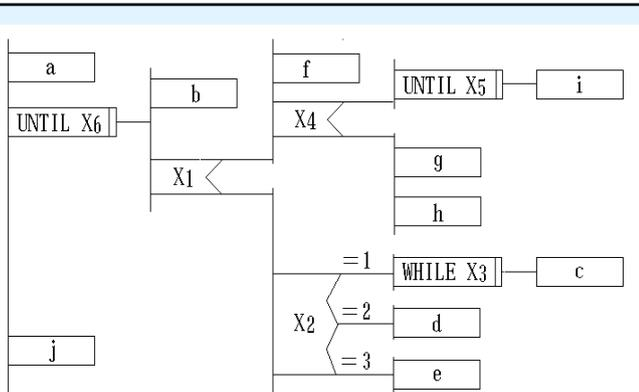 a
f
UNTIL X5
i
b
UNTIL X6
X4
g
X1
h
=1
WHILE X3
c
=2
X2
d
j
=3
e